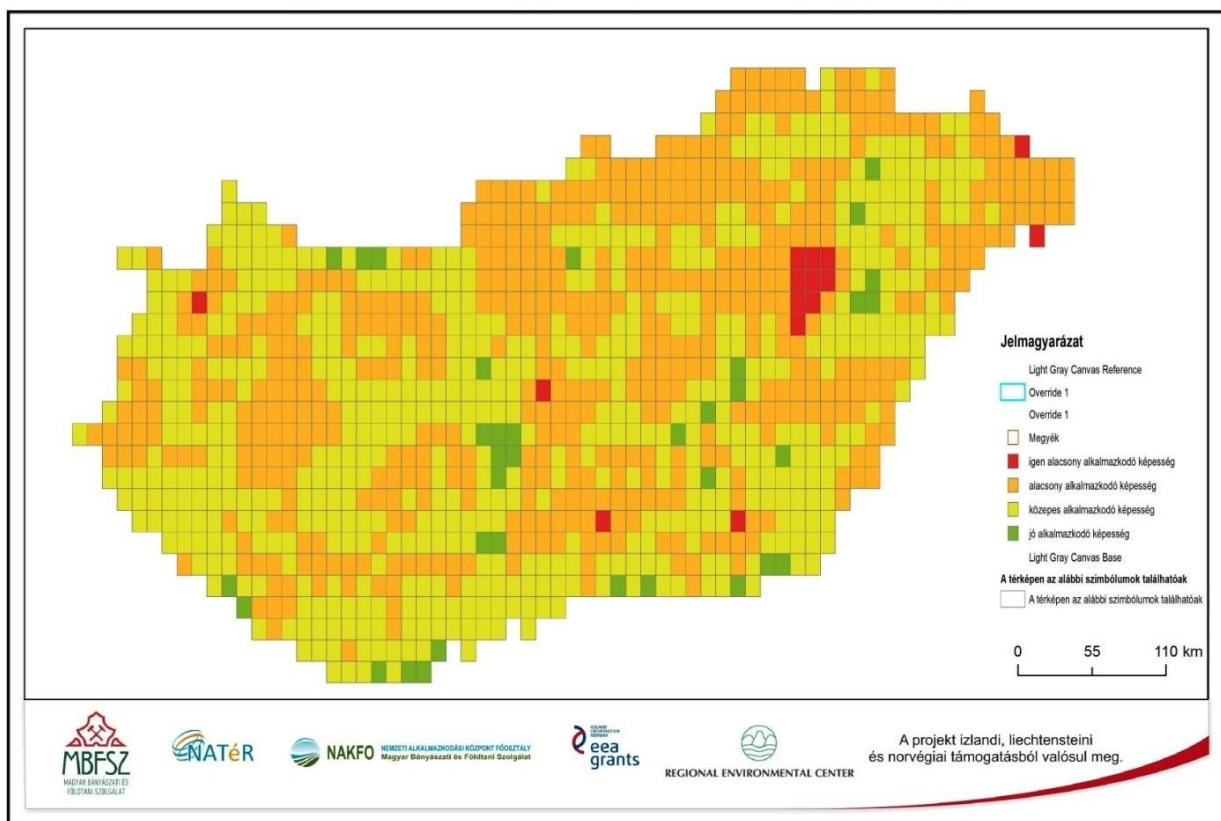 Jelmagyarázat
Light Gray Canvas Reference
Override 1
Override 1
Megyék
igen alacsony alkalmazkodó képesség
alacsony alkalmazkodó képesség
közepes alkalmazkodó képesség
jó alkalmazkodó képesség
Light Gray Canvas Base
A térképen az alábbi szimbólumok találhatóak
A térképen az alábbi szimbólumok találhatóak
0 55 110 km
MBFSZ
MAGYAR BÁNYÁSZATI ÉS
FÖLDTANI SZOLGÁLAT
NATéR
NAKFO
NEMZETI ALKALMAZKODÁSI KÖZPONT FŐOSZTÁLY
Magyar Bányászati és Földtani Szolgálat
ICELAND
LIECHTENSTEIN
NORWAY
eea
grants
REGIONAL ENVIRONMENTAL CENTER
A projekt izlandi, liechtensteini
és norvégiai támogatásból valósul meg.